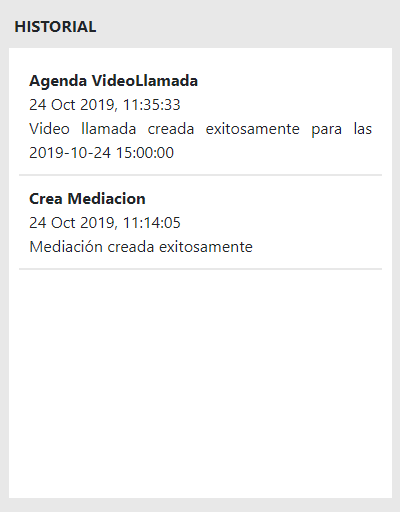 HISTORIAL
Agenda VideoLlamada
24 Oct 2019, 11:35:33
Video llamada creada exitosamente para las
2019-10-24 15:00:00
Crea Mediacion
24 Oct 2019, 11:14:05
Mediación creada exitosamente